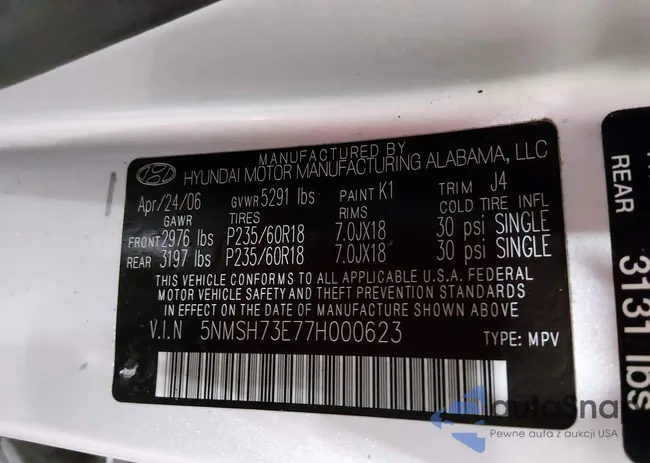 MANUFACTURED BY
HYUNDAI MOTOR MANUFACTURING ALABAMA, LLC
Apr/24/06 GVWR 5291 lbs PAINT K1 TRIM J4
GAWR TIRES RIMS COLD TIRE INFL
FRONT 2976 lbs P235/60R18 7.0JX18 30 psi SINGLE
REAR 3197 lbs P235/60R18 7.0JX18 30 psi SINGLE
THIS VEHICLE CONFORMS TO ALL APPLICABLE U.S.A. FEDERAL
MOTOR VEHICLE SAFETY AND THEFT PREVENTION STANDARDS
IN EFFECT ON THE DATE OF MANUFACTURE SHOWN ABOVE
V.I.N 5NMSH73E77H000623 TYPE: MPV
3131 lbs
autaSna
Pewne auta z aukcji USA